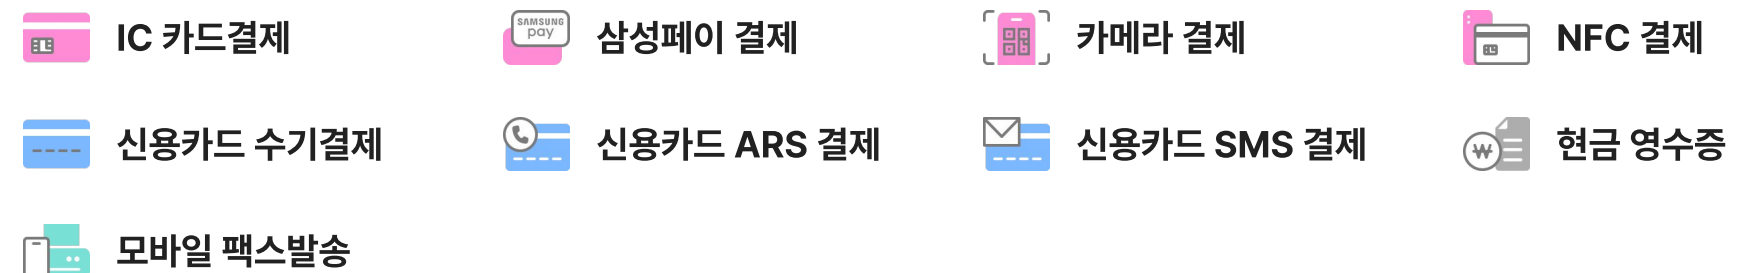 IC 카드결제
SAMSUNG
pay
삼성페이 결제
카메라 결제
NFC 결제
신용카드 수기결제
신용카드 ARS 결제
신용카드 SMS 결제
₩
현금 영수증
모바일 팩스발송